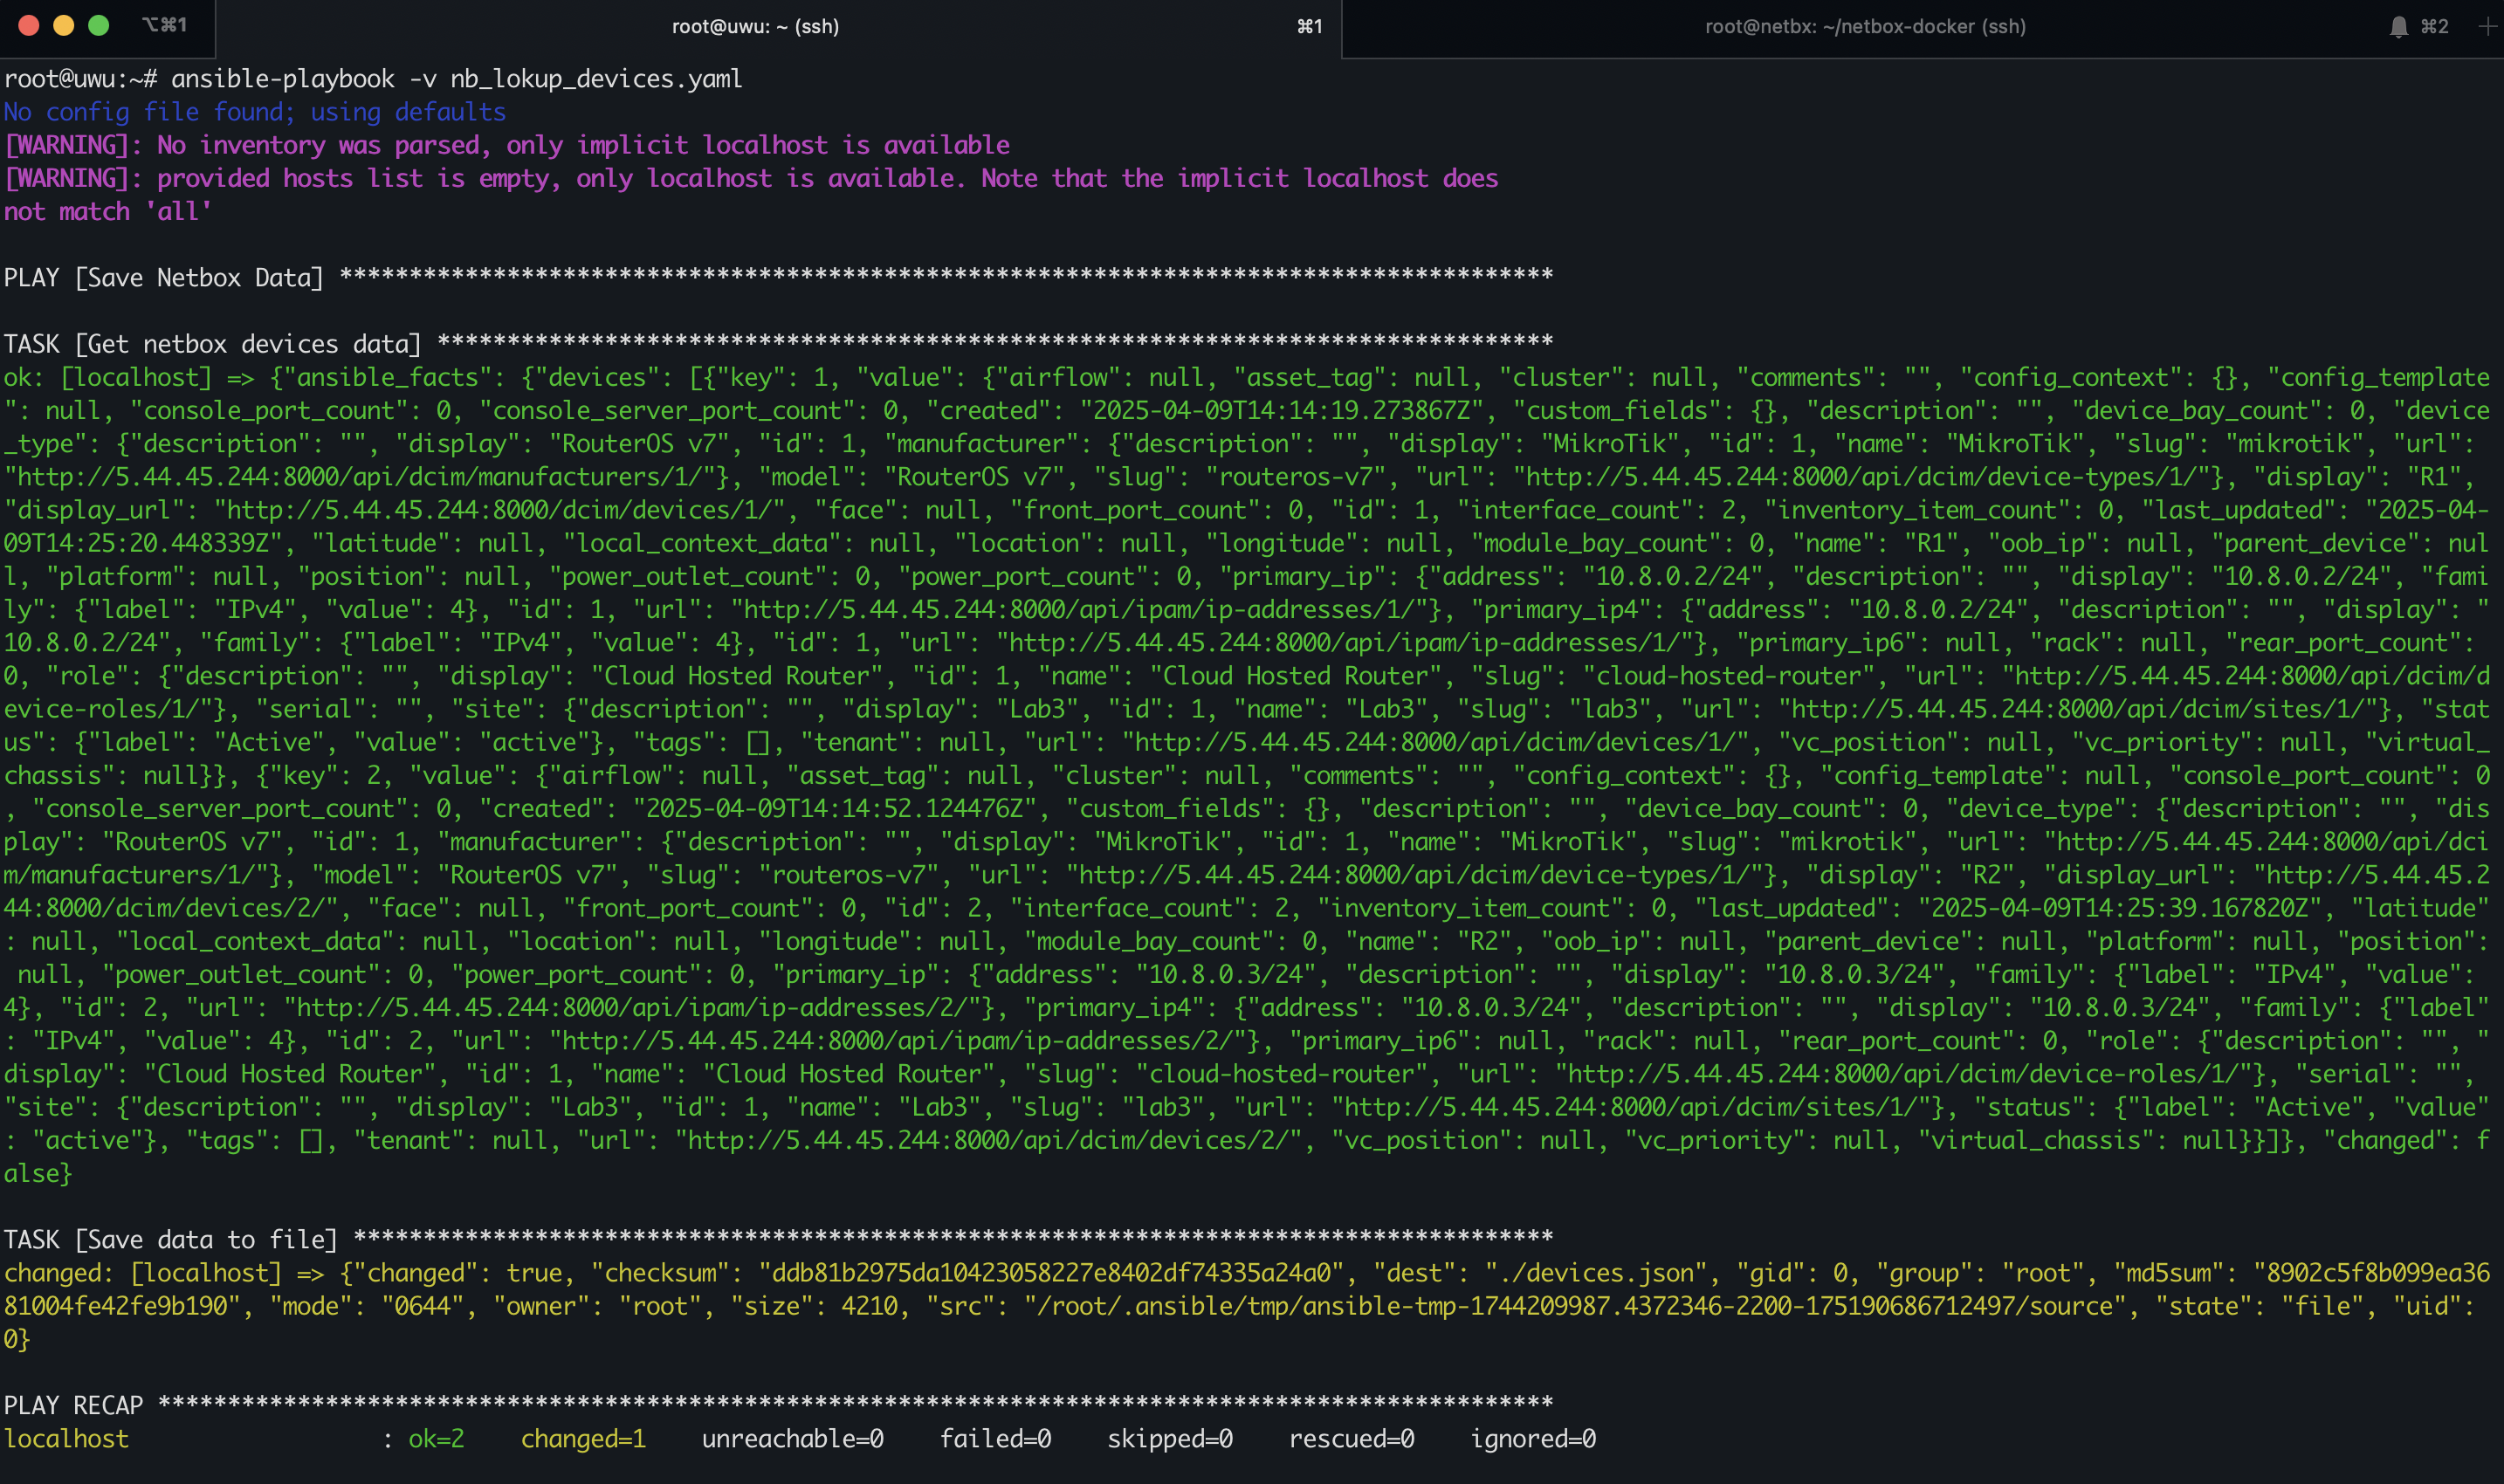 ⌥⌘1
root@uwu: ~ (ssh)
⌘1
root@netbx: ~/netbox-docker (ssh)
⌘2
root@uwu:~# ansible-playbook -v nb_lokup_devices.yaml
No config file found; using defaults
[WARNING]: No inventory was parsed, only implicit localhost is available
[WARNING]: provided hosts list is empty, only localhost is available. Note that the implicit localhost does
not match 'all'
PLAY [Save Netbox Data] ***************************************************************************************
TASK [Get netbox devices data] ********************************************************************************
ok: [localhost] => {"ansible_facts": {"devices": [{"key": 1, "value": {"airflow": null, "asset_tag": null, "cluster": null, "comments": "", "config_context": {}, "config_template
": null, "console_port_count": 0, "console_server_port_count": 0, "created": "2025-04-09T14:14:19.273867Z", "custom_fields": {}, "description": "", "device_bay_count": 0, "device
_type": {"description": "", "display": "RouterOS v7", "id": 1, "manufacturer": {"description": "", "display": "MikroTik", "id": 1, "name": "MikroTik", "slug": "mikrotik", "url":
"http://5.44.45.244:8000/api/dcim/manufacturers/1/"}, "model": "RouterOS v7", "slug": "routeros-v7", "url": "http://5.44.45.244:8000/api/dcim/device-types/1/"}, "display": "R1",
"display_url": "http://5.44.45.244:8000/dcim/devices/1/", "face": null, "front_port_count": 0, "id": 1, "interface_count": 2, "inventory_item_count": 0, "last_updated": "2025-04-
09T14:25:20.448339Z", "latitude": null, "local_context_data": null, "location": null, "longitude": null, "module_bay_count": 0, "name": "R1", "oob_ip": null, "parent_device": nul
l, "platform": null, "position": null, "power_outlet_count": 0, "power_port_count": 0, "primary_ip": {"address": "10.8.0.2/24", "description": "", "display": "10.8.0.2/24", "fami
ly": {"label": "IPv4", "value": 4}, "id": 1, "url": "http://5.44.45.244:8000/api/ipam/ip-addresses/1/"}, "primary_ip4": {"address": "10.8.0.2/24", "description": "", "display": "
10.8.0.2/24", "family": {"label": "IPv4", "value": 4}, "id": 1, "url": "http://5.44.45.244:8000/api/ipam/ip-addresses/1/"}, "primary_ip6": null, "rack": null, "rear_port_count":
0, "role": {"description": "", "display": "Cloud Hosted Router", "id": 1, "name": "Cloud Hosted Router", "slug": "cloud-hosted-router", "url": "http://5.44.45.244:8000/api/dcim/d
evice-roles/1/"}, "serial": "", "site": {"description": "", "display": "Lab3", "id": 1, "name": "Lab3", "slug": "lab3", "url": "http://5.44.45.244:8000/api/dcim/sites/1/"}, "stat
us": {"label": "Active", "value": "active"}, "tags": [], "tenant": null, "url": "http://5.44.45.244:8000/api/dcim/devices/1/", "vc_position": null, "vc_priority": null, "virtual_
chassis": null}}, {"key": 2, "value": {"airflow": null, "asset_tag": null, "cluster": null, "comments": "", "config_context": {}, "config_template": null, "console_port_count": 0
, "console_server_port_count": 0, "created": "2025-04-09T14:14:52.124476Z", "custom_fields": {}, "description": "", "device_bay_count": 0, "device_type": {"description": "", "dis
play": "RouterOS v7", "id": 1, "manufacturer": {"description": "", "display": "MikroTik", "id": 1, "name": "MikroTik", "slug": "mikrotik", "url": "http://5.44.45.244:8000/api/dci
m/manufacturers/1/"}, "model": "RouterOS v7", "slug": "routeros-v7", "url": "http://5.44.45.244:8000/api/dcim/device-types/1/"}, "display": "R2", "display_url": "http://5.44.45.2
44:8000/dcim/devices/2/", "face": null, "front_port_count": 0, "id": 2, "interface_count": 2, "inventory_item_count": 0, "last_updated": "2025-04-09T14:25:39.167820Z", "latitude"
: null, "local_context_data": null, "location": null, "longitude": null, "module_bay_count": 0, "name": "R2", "oob_ip": null, "parent_device": null, "platform": null, "position":
 null, "power_outlet_count": 0, "power_port_count": 0, "primary_ip": {"address": "10.8.0.3/24", "description": "", "display": "10.8.0.3/24", "family": {"label": "IPv4", "value":
4}, "id": 2, "url": "http://5.44.45.244:8000/api/ipam/ip-addresses/2/"}, "primary_ip4": {"address": "10.8.0.3/24", "description": "", "display": "10.8.0.3/24", "family": {"label"
: "IPv4", "value": 4}, "id": 2, "url": "http://5.44.45.244:8000/api/ipam/ip-addresses/2/"}, "primary_ip6": null, "rack": null, "rear_port_count": 0, "role": {"description": "", "
display": "Cloud Hosted Router", "id": 1, "name": "Cloud Hosted Router", "slug": "cloud-hosted-router", "url": "http://5.44.45.244:8000/api/dcim/device-roles/1/"}, "serial": "",
"site": {"description": "", "display": "Lab3", "id": 1, "name": "Lab3", "slug": "lab3", "url": "http://5.44.45.244:8000/api/dcim/sites/1/"}, "status": {"label": "Active", "value"
: "active"}, "tags": [], "tenant": null, "url": "http://5.44.45.244:8000/api/dcim/devices/2/", "vc_position": null, "vc_priority": null, "virtual_chassis": null}}]}, "changed": f
alse}
TASK [Save data to file] **************************************************************************************
changed: [localhost] => {"changed": true, "checksum": "ddb81b2975da10423058227e8402df74335a24a0", "dest": "./devices.json", "gid": 0, "group": "root", "md5sum": "8902c5f8b099ea36
81004fe42fe9b190", "mode": "0644", "owner": "root", "size": 4210, "src": "/root/.ansible/tmp/ansible-tmp-1744209987.4372346-2200-175190686712497/source", "state": "file", "uid":
0}
PLAY RECAP ****************************************************************************************************
localhost                  : ok=2    changed=1    unreachable=0    failed=0    skipped=0    rescued=0    ignored=0